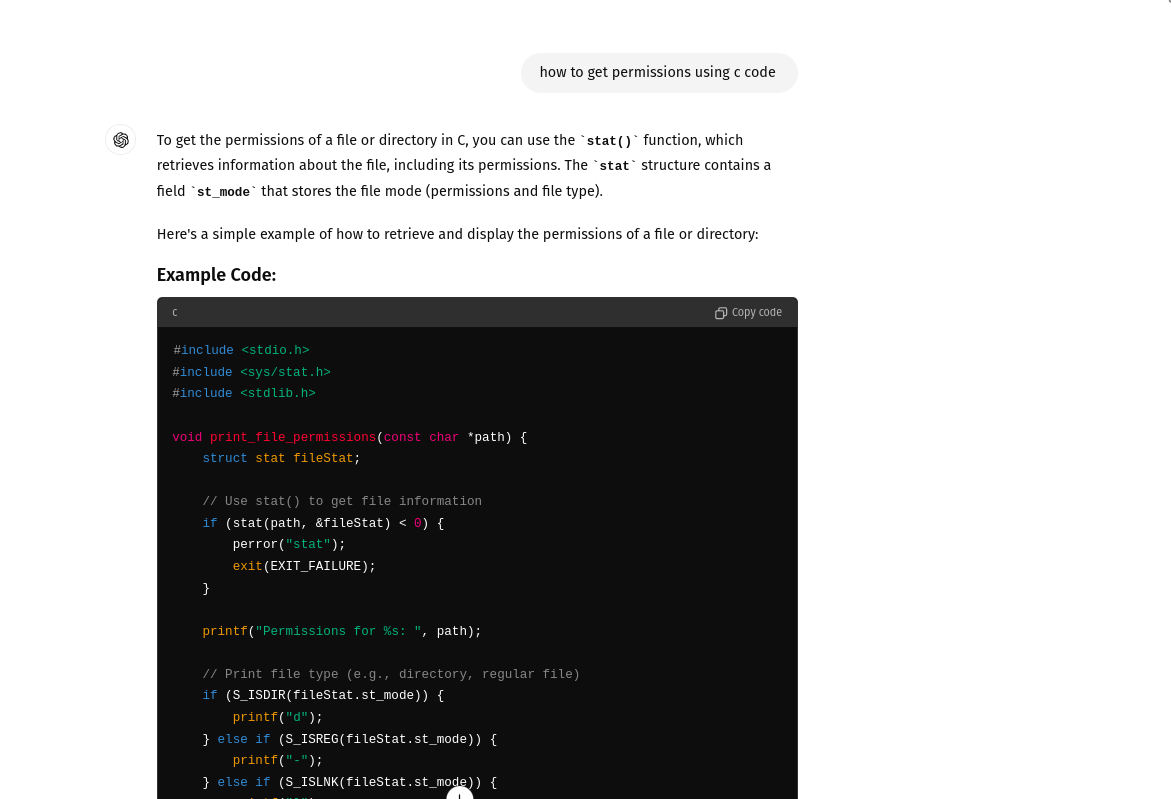 how to get permissions using c code
To get the permissions of a file or directory in C, you can use the `stat()` function, which
retrieves information about the file, including its permissions. The `stat` structure contains a
field `st_mode` that stores the file mode (permissions and file type).
Here's a simple example of how to retrieve and display the permissions of a file or directory:
Example Code:
c
Copy code
#include <stdio.h>
#include <sys/stat.h>
#include <stdlib.h>
void print_file_permissions(const char *path) {
    struct stat fileStat;
    // Use stat() to get file information
    if (stat(path, &fileStat) < 0) {
        perror("stat");
        exit(EXIT_FAILURE);
    }
    printf("Permissions for %s: ", path);
    // Print file type (e.g., directory, regular file)
    if (S_ISDIR(fileStat.st_mode)) {
        printf("d");
    } else if (S_ISREG(fileStat.st_mode)) {
        printf("-");
    } else if (S_ISLNK(fileStat.st_mode)) {